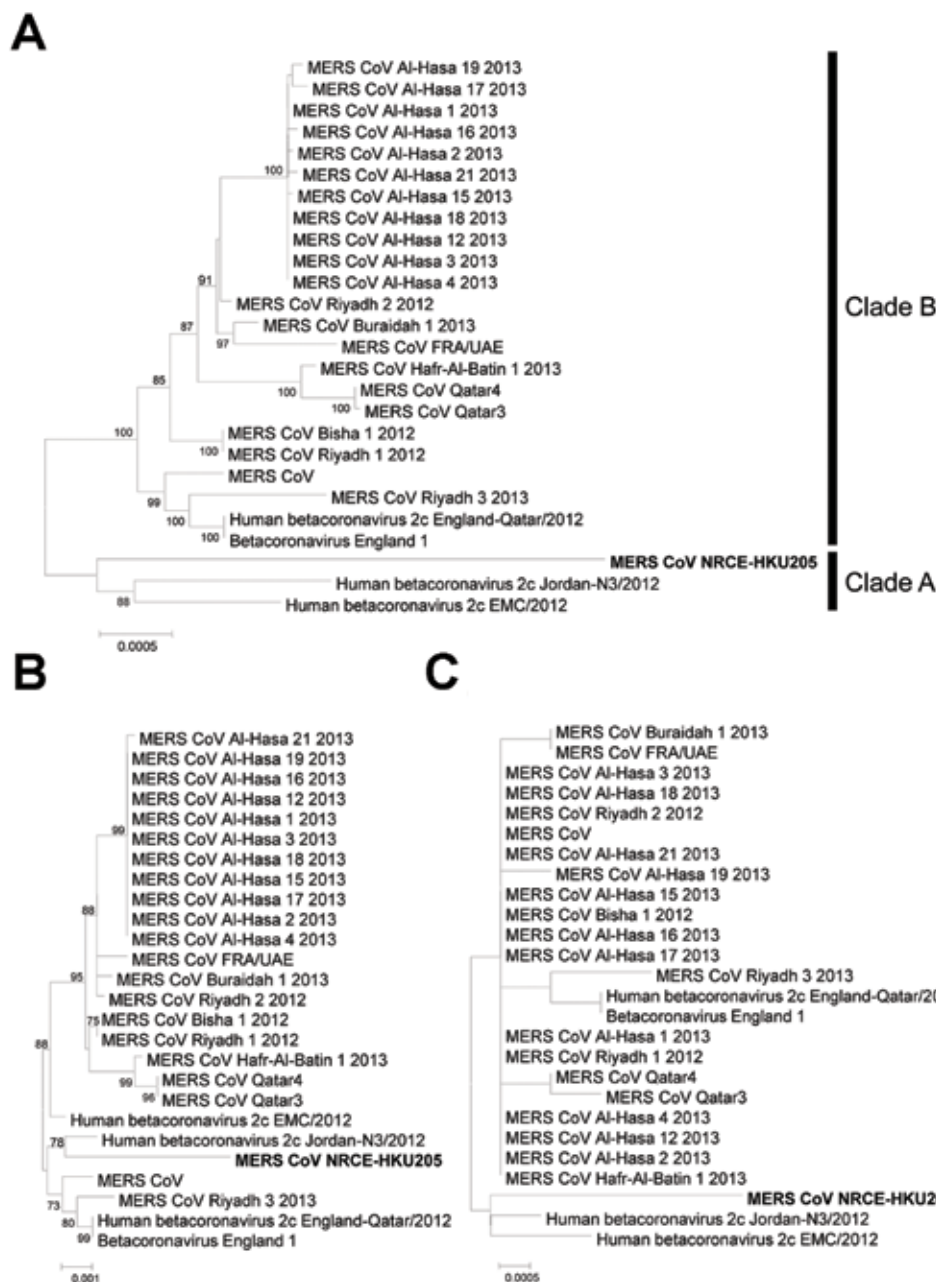 A
MERS CoV Al-Hasa 19 2013
MERS CoV Al-Hasa 17 2013
MERS CoV Al-Hasa 1 2013
MERS CoV Al-Hasa 16 2013
MERS CoV Al-Hasa 2 2013
100
MERS CoV Al-Hasa 21 2013
MERS CoV Al-Hasa 15 2013
MERS CoV Al-Hasa 18 2013
MERS CoV Al-Hasa 12 2013
MERS CoV Al-Hasa 3 2013
91
MERS CoV Al-Hasa 4 2013
MERS CoV Riyadh 2 2012
Clade B
87
MERS CoV Buraidah 1 2013
97
MERS CoV FRA/UAE
MERS CoV Hafr-Al-Batin 1 2013
85
100
MERS CoV Qatar4
100
MERS CoV Qatar3
100
MERS CoV Bisha 1 2012
100
MERS CoV Riyadh 1 2012
MERS CoV
99
MERS CoV Riyadh 3 2013
100
Human betacoronavirus 2c England-Qatar/2012
100
Betacoronavirus England 1
MERS CoV NRCE-HKU205
Human betacoronavirus 2c Jordan-N3/2012
Clade A
88
Human betacoronavirus 2c EMC/2012
0.0005
B
MERS CoV Al-Hasa 21 2013
MERS CoV Al-Hasa 19 2013
MERS CoV Al-Hasa 16 2013
MERS CoV Al-Hasa 12 2013
MERS CoV Al-Hasa 1 2013
99
MERS CoV Al-Hasa 3 2013
MERS CoV Al-Hasa 18 2013
MERS CoV Al-Hasa 15 2013
88
MERS CoV Al-Hasa 17 2013
MERS CoV Al-Hasa 2 2013
MERS CoV Al-Hasa 4 2013
MERS CoV FRA/UAE
95
MERS CoV Buraidah 1 2013
MERS CoV Riyadh 2 2012
75
MERS CoV Bisha 1 2012
MERS CoV Riyadh 1 2012
88
MERS CoV Hafr-Al-Batin 1 2013
99
MERS CoV Qatar4
96
MERS CoV Qatar3
Human betacoronavirus 2c EMC/2012
78
Human betacoronavirus 2c Jordan-N3/2012
MERS CoV NRCE-HKU205
MERS CoV
73
MERS CoV Riyadh 3 2013
80
Human betacoronavirus 2c England-Qatar/2012
99
Betacoronavirus England 1
0.001
C
MERS CoV Buraidah 1 2013
MERS CoV FRA/UAE
MERS CoV Al-Hasa 3 2013
MERS CoV Al-Hasa 18 2013
MERS CoV Riyadh 2 2012
MERS CoV
MERS CoV Al-Hasa 21 2013
MERS CoV Al-Hasa 19 2013
MERS CoV Al-Hasa 15 2013
MERS CoV Bisha 1 2012
MERS CoV Al-Hasa 16 2013
MERS CoV Al-Hasa 17 2013
MERS CoV Riyadh 3 2013
Human betacoronavirus 2c England-Qatar/20
Betacoronavirus England 1
MERS CoV Al-Hasa 1 2013
MERS CoV Riyadh 1 2012
MERS CoV Qatar4
MERS CoV Qatar3
MERS CoV Al-Hasa 4 2013
MERS CoV Al-Hasa 12 2013
MERS CoV Al-Hasa 2 2013
MERS CoV Hafr-Al-Batin 1 2013
MERS CoV NRCE-HKU20
Human betacoronavirus 2c Jordan-N3/2012
Human betacoronavirus 2c EMC/2012
0.0005